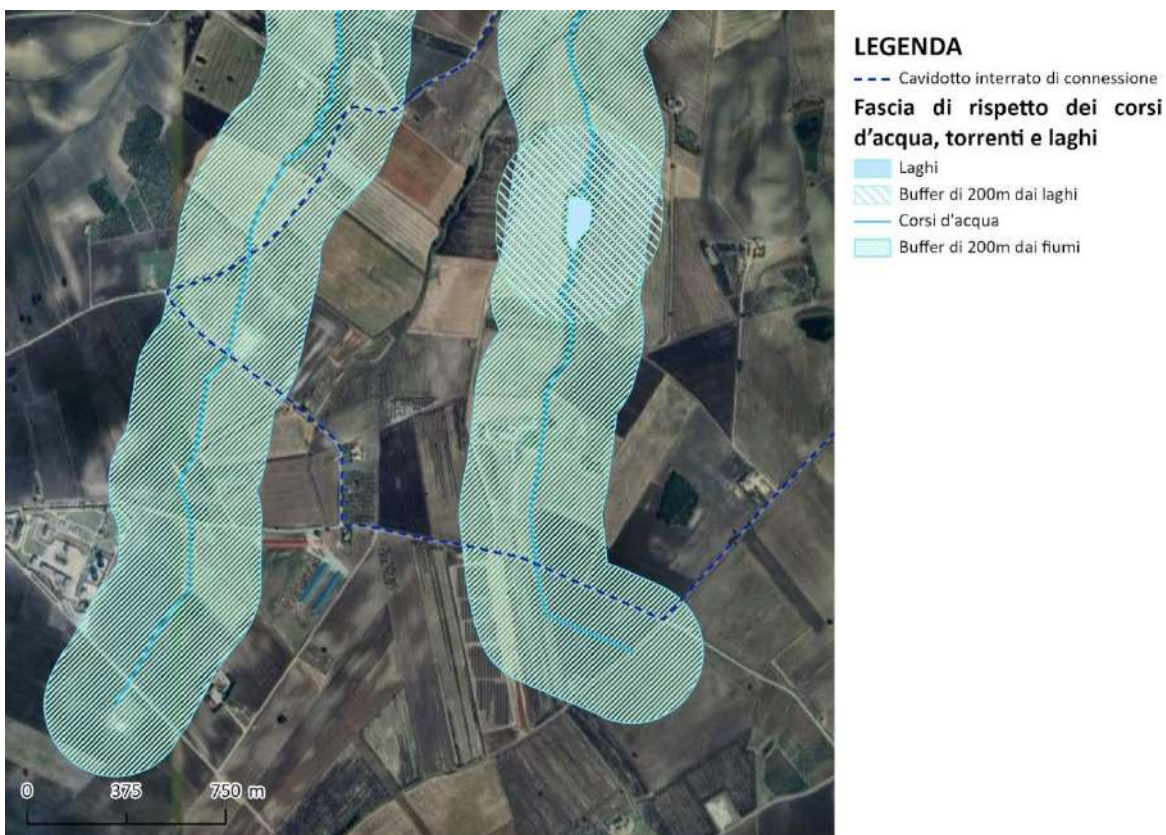 LEGENDA
Cavidotto interrato di connessione
Fascia di rispetto dei corsi
d'acqua, torrenti e laghi
Laghi
Buffer di 200m dai laghi
Corsi d'acqua
Buffer di 200m dai fiumi
0 375 750 m